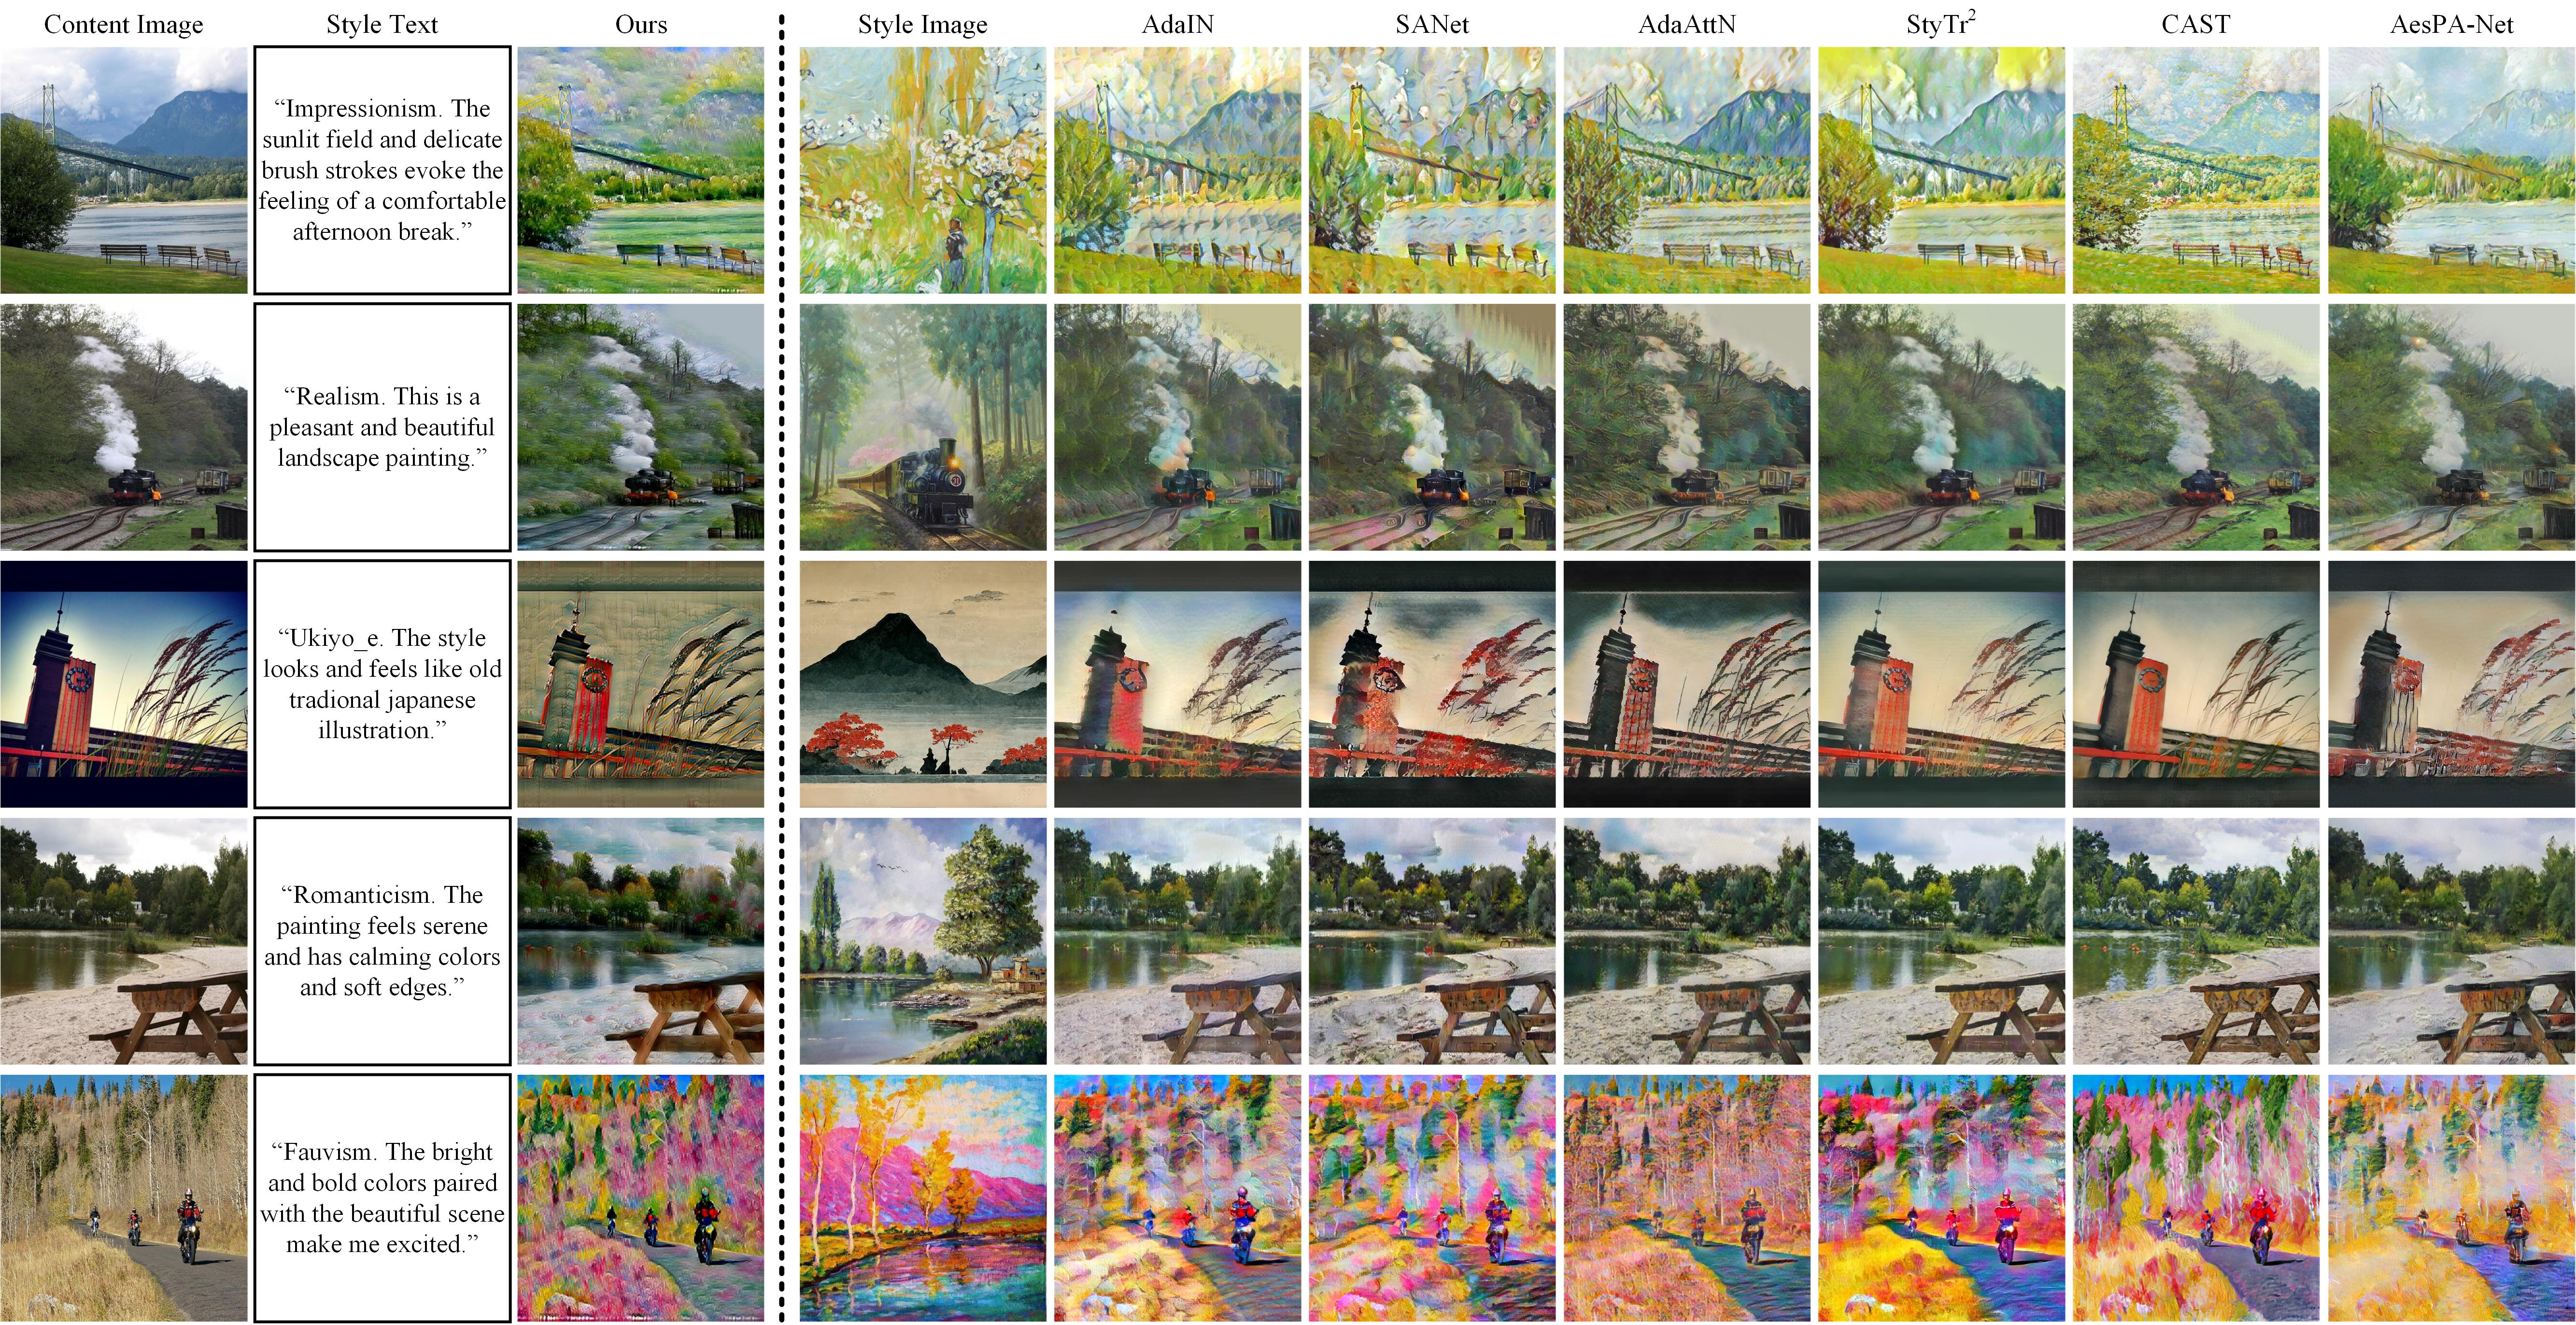 Content Image
Style Text
Ours
Style Image
AdaIN
SANet
AdaAttN
StyTr²
CAST
AesPA-Net
“Impressionism. The
sunlit field and delicate
brush strokes evoke the
feeling of a comfortable
afternoon break.”
“Realism. This is a
pleasant and beautiful
landscape painting.”
“Ukiyo_e. The style
looks and feels like old
tradional japanese
illustration.”
“Romanticism. The
painting feels serene
and has calming colors
and soft edges.”
“Fauvism. The bright
and bold colors paired
with the beautiful scene
make me excited.”